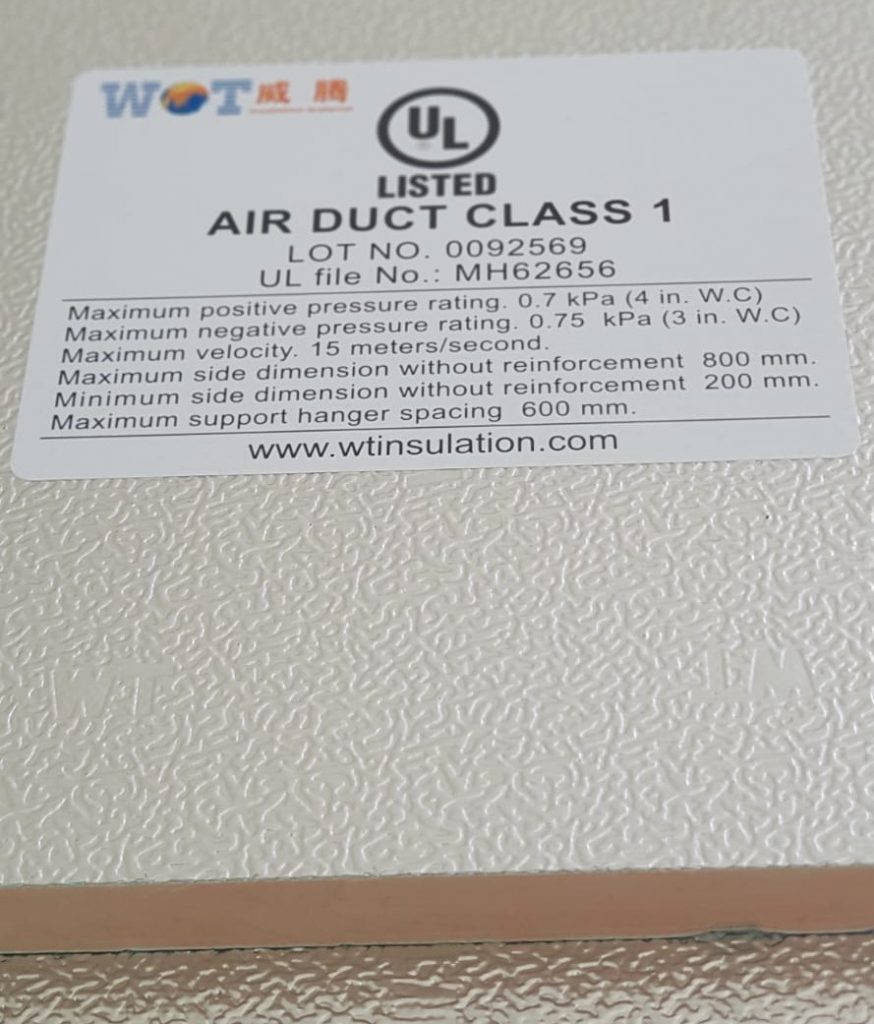 WOT威腾
UL
LISTED
AIR DUCT CLASS 1
LOT NO. 0092569
UL file No.: MH62656
Maximum positive pressure rating. 0.7 kPa (4 in. W.C)
Maximum negative pressure rating. 0.75 kPa (3 in. W.C)
Maximum velocity. 15 meters/second.
Maximum side dimension without reinforcement 800 mm.
Minimum side dimension without reinforcement 200 mm.
Maximum support hanger spacing 600 mm.
www.wtinsulation.com
WT